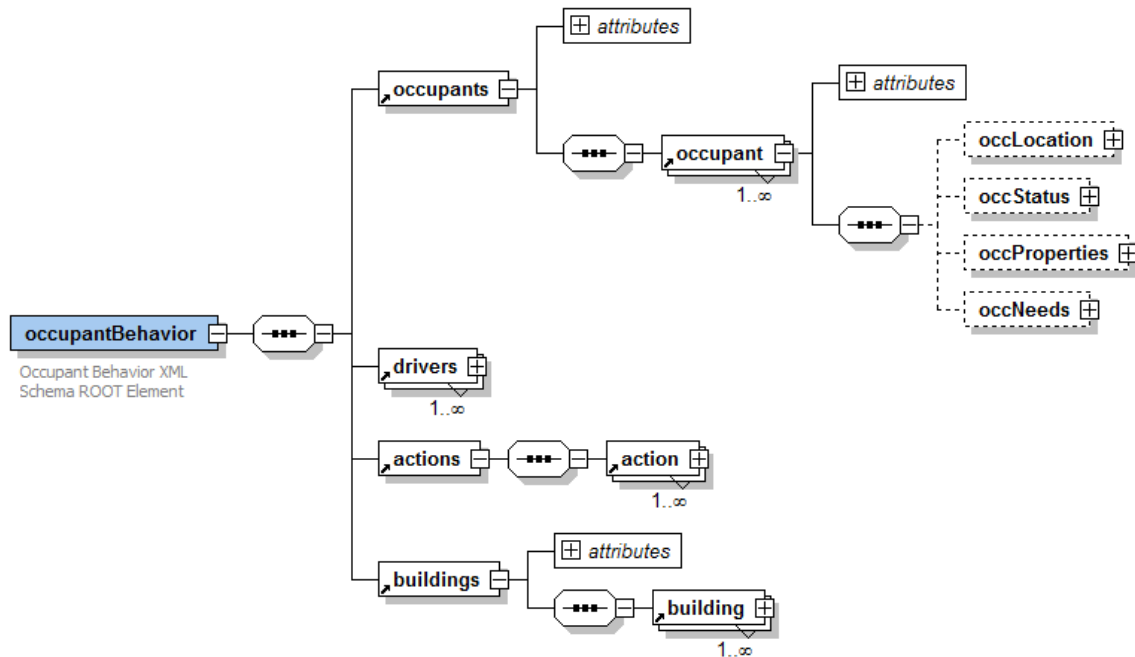 attributes
occupants
attributes
occupant
1..∞
occLocation
occStatus
occProperties
occNeeds
occupantBehavior
Occupant Behavior XML
Schema ROOT Element
drivers
1..∞
actions
action
1..∞
attributes
buildings
building
1..∞